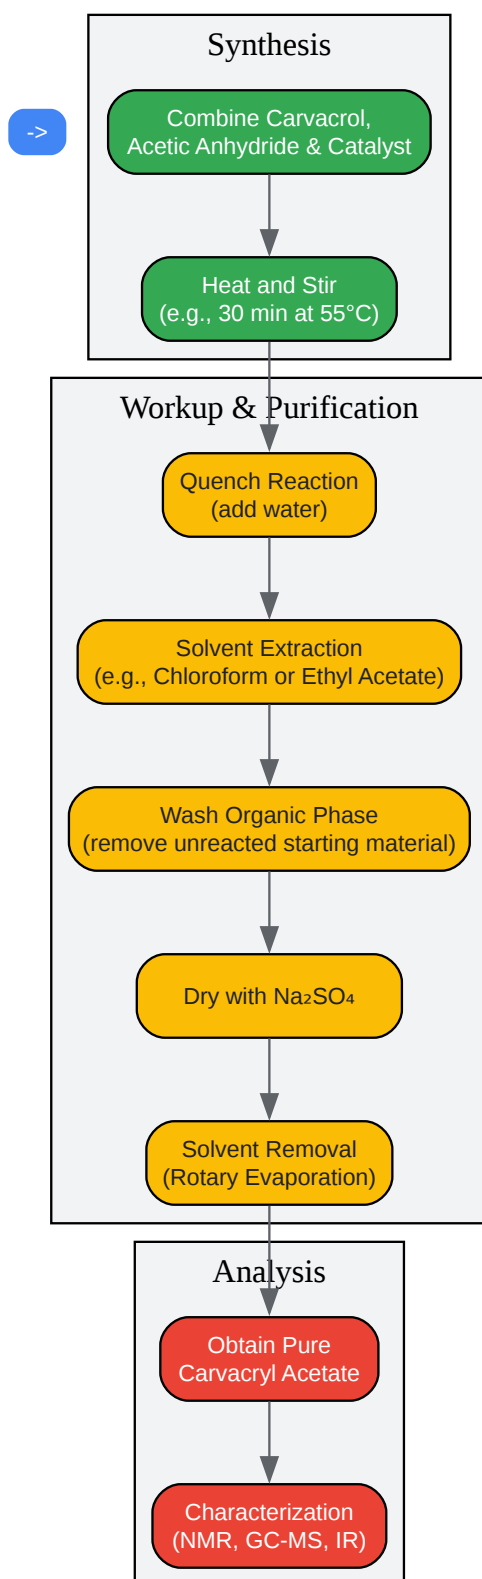 Synthesis
->
Combine Carvacrol,
Acetic Anhydride & Catalyst
Heat and Stir
(e.g., 30 min at 55°C)
Workup & Purification
Quench Reaction
(add water)
Solvent Extraction
(e.g., Chloroform or Ethyl Acetate)
Wash Organic Phase
(remove unreacted starting material)
Dry with Na₂SO₄
Solvent Removal
(Rotary Evaporation)
Analysis
Obtain Pure
Carvacryl Acetate
Characterization
(NMR, GC-MS, IR)